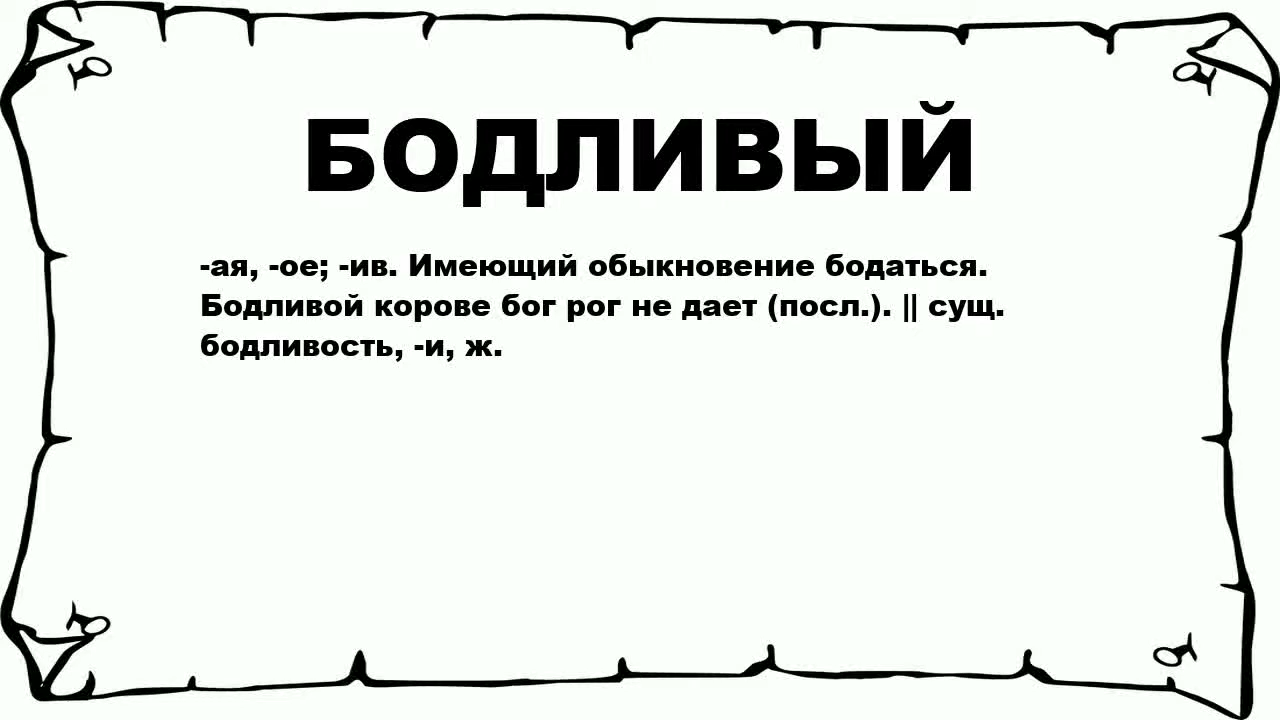 БОДЛИВЫЙ
-ая, -ое; -ив. Имеющий обыкновение бодаться.
Бодливой корове бог рог не дает (посл.). || сущ.
бодливость, -и, ж.